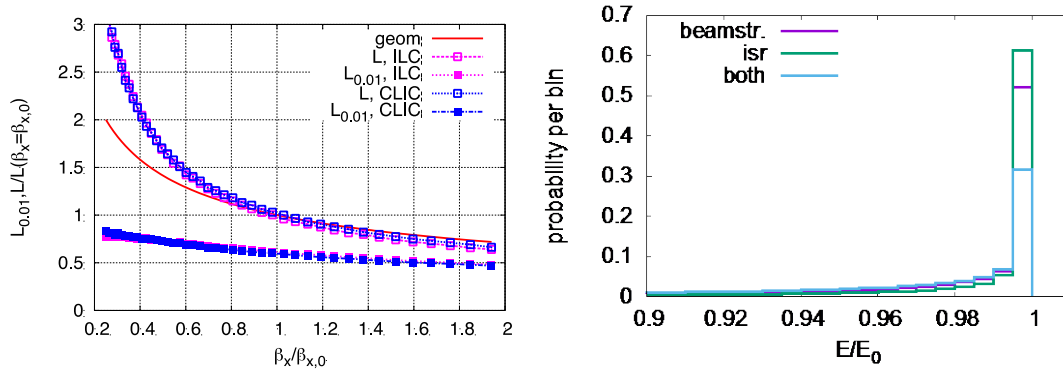 L₀.₀₁,L/L(βₓ=βₓ,₀)
3.
2.5
2.
1.5
1.
0.5
0.
geom
L, ILC
L₀.₀₁, ILC
L, CLIC
L₀.₀₁, CLIC
0.2 0.4 0.6 0.8 1. 1.2 1.4 1.6 1.8 2
βₓ/βₓ,₀
probability per bin
0.7
0.6
0.5
0.4
0.3
0.2
0.1
0
beamstr.
isr
both
0.9 0.92 0.94 0.96 0.98 1
E/E₀